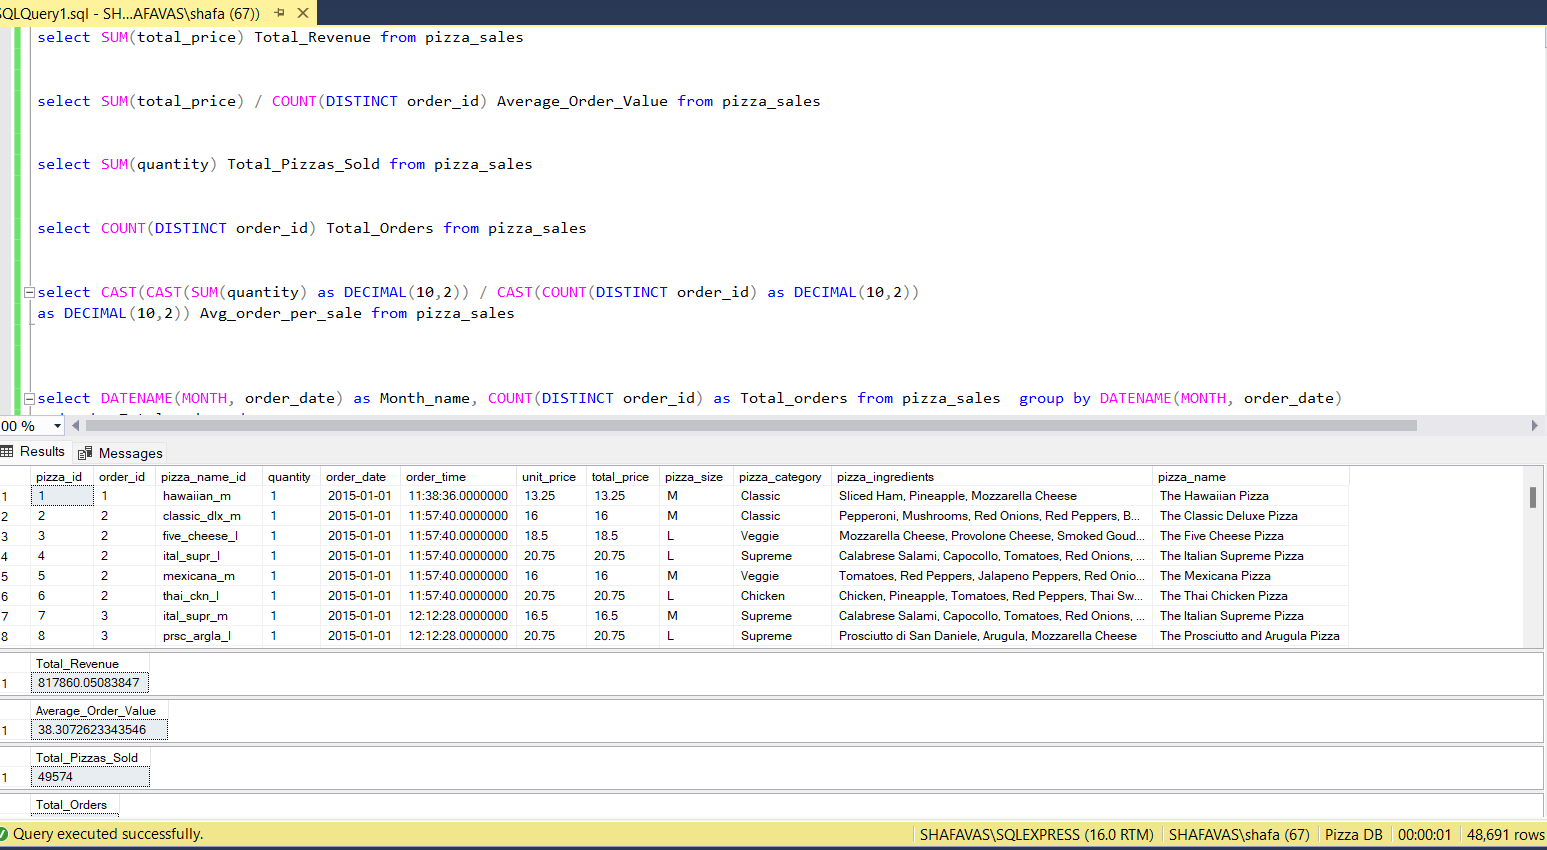 SQLQuery1.sql - SH...AFAVAS\shafa (67))
select SUM(total_price) Total_Revenue from pizza_sales
select SUM(total_price) / COUNT(DISTINCT order_id) Average_Order_Value from pizza_sales
select SUM(quantity) Total_Pizzas_Sold from pizza_sales
select COUNT(DISTINCT order_id) Total_Orders from pizza_sales
select CAST(CAST(SUM(quantity) as DECIMAL(10,2)) / CAST(COUNT(DISTINCT order_id) as DECIMAL(10,2))
as DECIMAL(10,2)) Avg_order_per_sale from pizza_sales
select DATENAME(MONTH, order_date) as Month_name, COUNT(DISTINCT order_id) as Total_orders from pizza_sales  group by DATENAME(MONTH, order_date)
00 %
Results Messages
pizza_id order_id pizza_name_id quantity order_date order_time unit_price total_price pizza_size pizza_category pizza_ingredients pizza_name
1 1 1 hawaiian_m 1 2015-01-01 11:38:36.0000000 13.25 13.25 M Classic Sliced Ham, Pineapple, Mozzarella Cheese The Hawaiian Pizza
2 2 2 classic_dlx_m 1 2015-01-01 11:57:40.0000000 16 16 M Classic Pepperoni, Mushrooms, Red Onions, Red Peppers, B... The Classic Deluxe Pizza
3 3 2 five_cheese_l 1 2015-01-01 11:57:40.0000000 18.5 18.5 L Veggie Mozzarella Cheese, Provolone Cheese, Smoked Goud... The Five Cheese Pizza
4 4 2 ital_supr_l 1 2015-01-01 11:57:40.0000000 20.75 20.75 L Supreme Calabrese Salami, Capocollo, Tomatoes, Red Onions, ... The Italian Supreme Pizza
5 5 2 mexicana_m 1 2015-01-01 11:57:40.0000000 16 16 M Veggie Tomatoes, Red Peppers, Jalapeno Peppers, Red Onio... The Mexicana Pizza
6 6 2 thai_ckn_l 1 2015-01-01 11:57:40.0000000 20.75 20.75 L Chicken Chicken, Pineapple, Tomatoes, Red Peppers, Thai Sw... The Thai Chicken Pizza
7 7 3 ital_supr_m 1 2015-01-01 12:12:28.0000000 16.5 16.5 M Supreme Calabrese Salami, Capocollo, Tomatoes, Red Onions, ... The Italian Supreme Pizza
8 8 3 prsc_argla_l 1 2015-01-01 12:12:28.0000000 20.75 20.75 L Supreme Prosciutto di San Daniele, Arugula, Mozzarella Cheese The Prosciutto and Arugula Pizza
Total_Revenue
1 817860.05083847
Average_Order_Value
1 38.3072623343546
Total_Pizzas_Sold
1 49574
Total_Orders
Query executed successfully. SHAFAVAS\SQLEXPRESS (16.0 RTM) SHAFAVAS\shafa (67) Pizza DB 00:00:01 48,691 rows